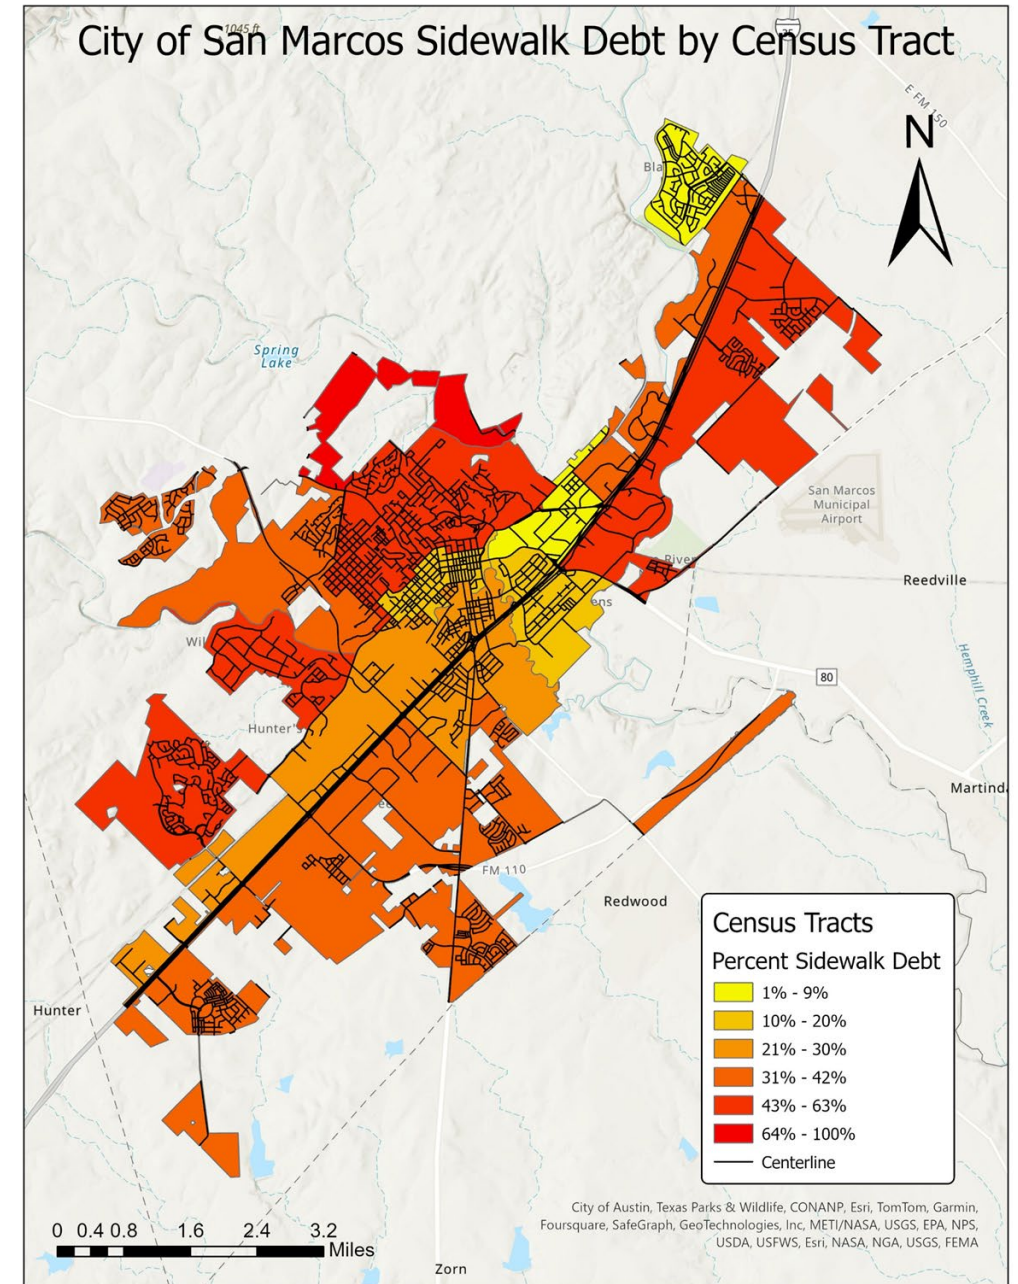 1045 ft
City of San Marcos Sidewalk Debt by Census Tract
35
E FM 150
N
Bla
Spring
Lake
San Marcos
Municipal
Airport
River
Reedville
ens
Wil
80
Hemphill Creek
Hunter's
Martind
FM 110
Redwood
Census Tracts
Percent Sidewalk Debt
1% - 9%
10% - 20%
21% - 30%
31% - 42%
43% - 63%
64% - 100%
Centerline
Hunter
City of Austin, Texas Parks & Wildlife, CONANP, Esri, TomTom, Garmin,
Foursquare, SafeGraph, GeoTechnologies, Inc, METI/NASA, USGS, EPA, NPS,
USDA, USFWS, Esri, NASA, NGA, USGS, FEMA
0 0.4 0.8 1.6 2.4 3.2
Miles
Zorn